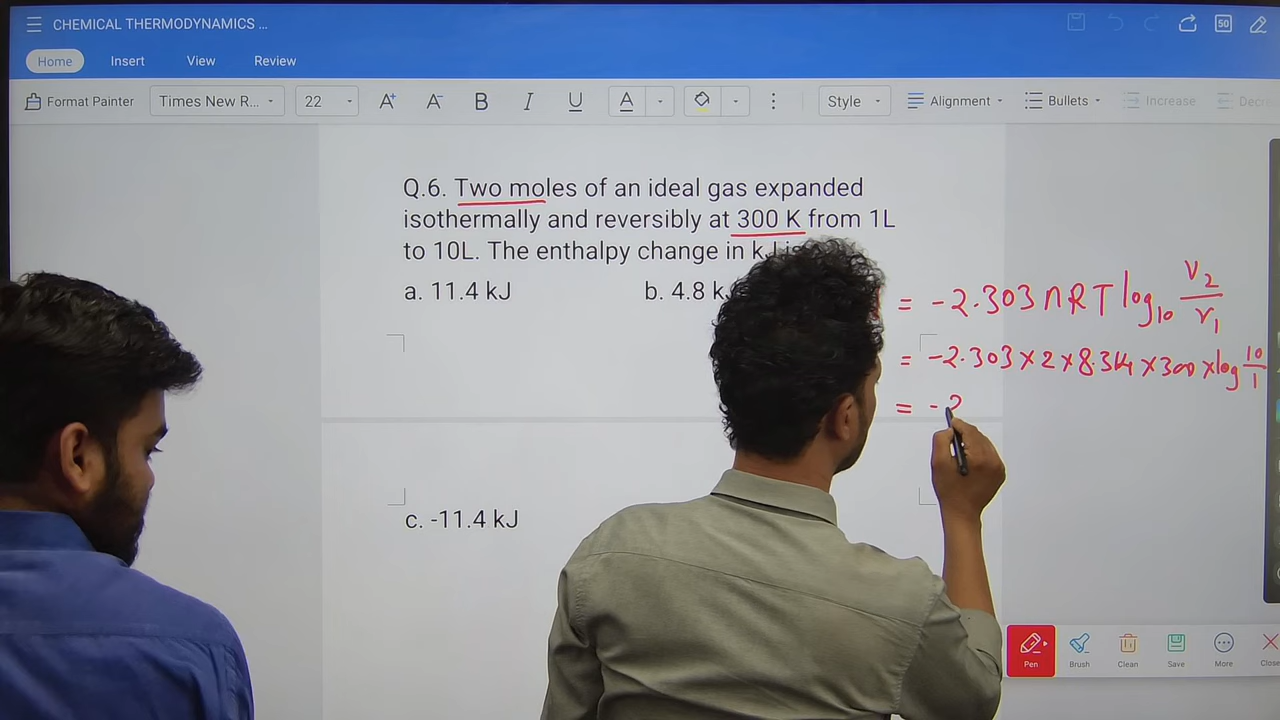 CHEMICAL THERMODYNAMICS ...
50
Home Insert View Review
Format Painter Times New R... 22 A+ A- B I U A Style Alignment Bullets Increase
Q.6. Two moles of an ideal gas expanded
isothermally and reversibly at 300 K from 1L
to 10L. The enthalpy change in kJ
a. 11.4 kJ b. 4.8
= -2.303 nRT log₁₀ V₂/V₁
= -2.303 × 2 × 8.314 × 300 × log 10/1
= -2
c. -11.4 kJ
Pen Brush Clean Save More Close